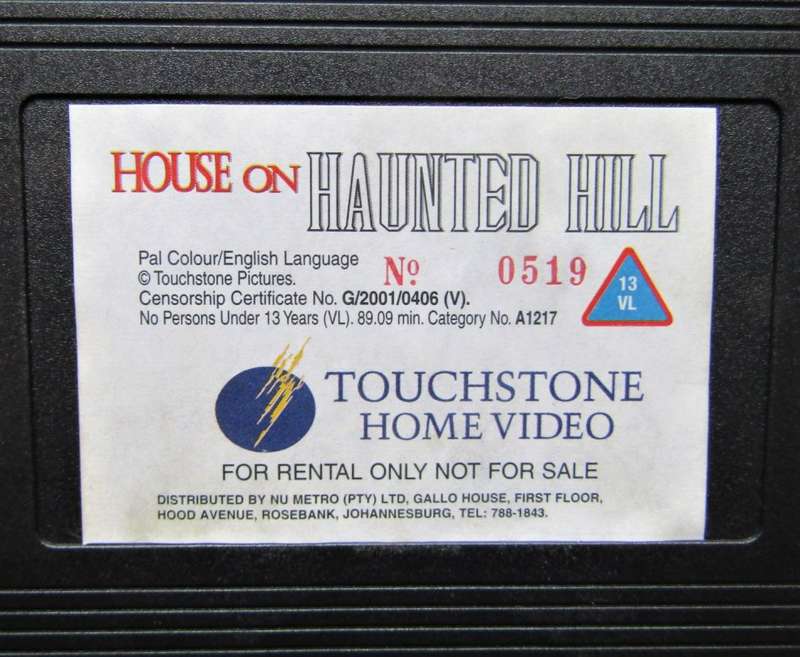 HOUSE ON HAUNTED HILL
Pal Colour/English Language
© Touchstone Pictures.
No. 0519
Censorship Certificate No. G/2001/0406 (V).
No Persons Under 13 Years (VL). 89.09 min. Category No. A1217
13
VL
TOUCHSTONE
HOME VIDEO
FOR RENTAL ONLY NOT FOR SALE
DISTRIBUTED BY NU METRO (PTY) LTD, GALLO HOUSE, FIRST FLOOR,
HOOD AVENUE, ROSEBANK, JOHANNESBURG, TEL: 788-1843.